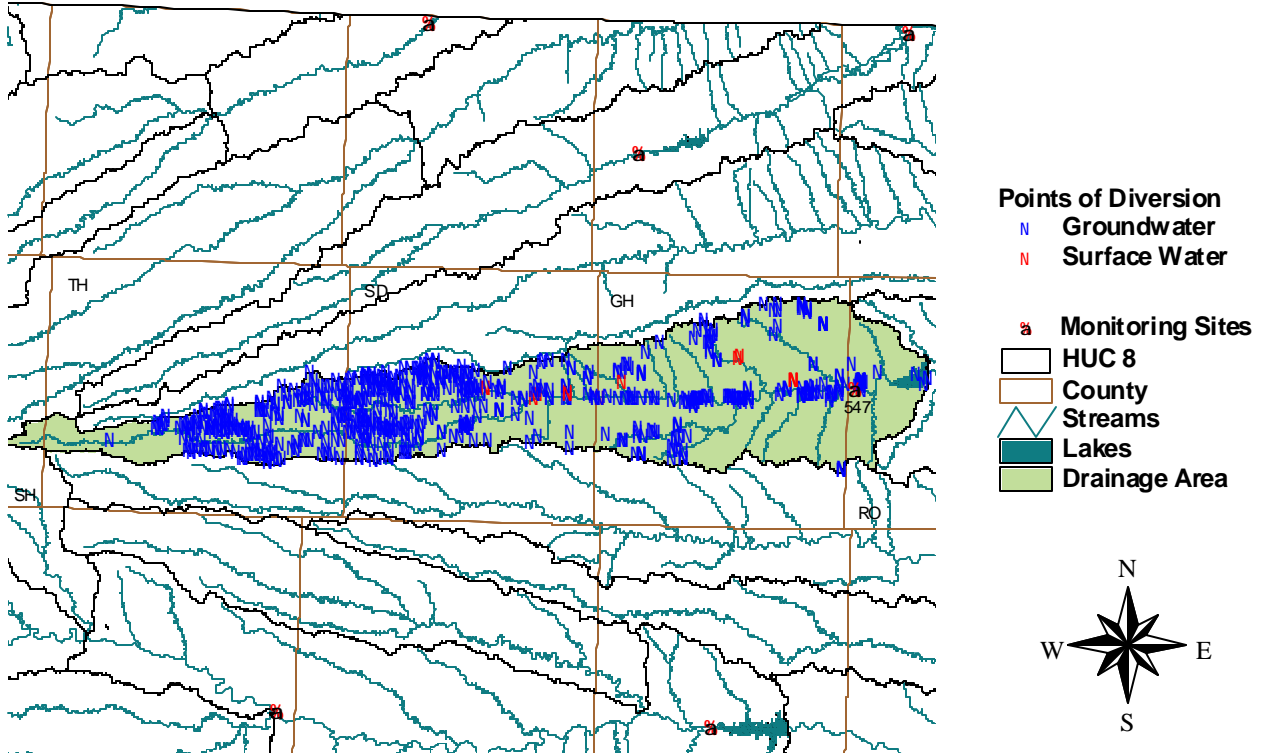 TH
SD
GH
547
SH
RO
Points of Diversion
N Groundwater
N Surface Water
% a Monitoring Sites
HUC 8
County
Streams
Lakes
Drainage Area
N
W E
S